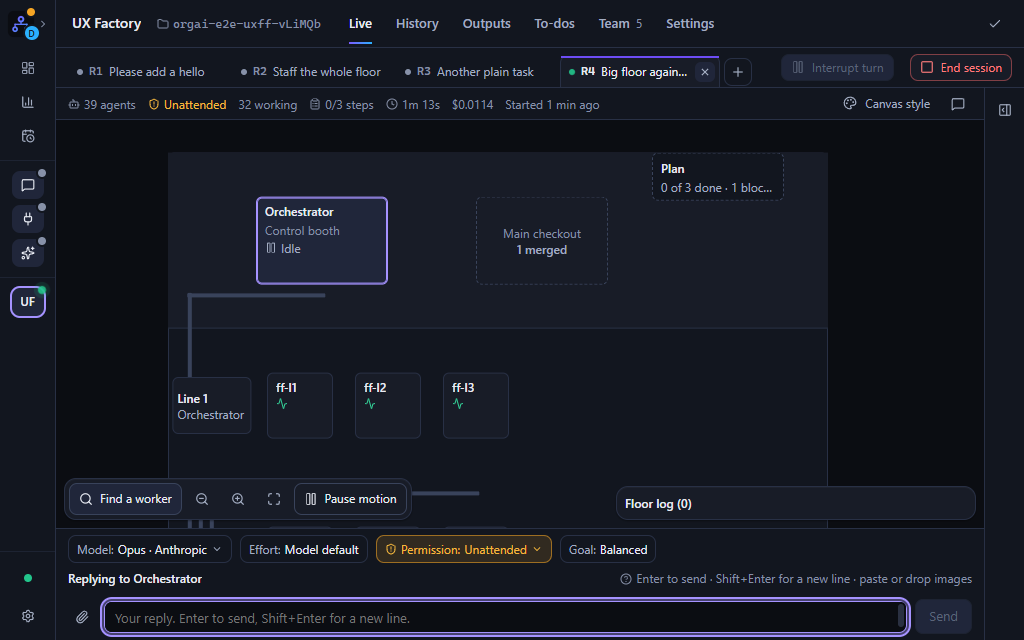 UX Factory
orgai-e2e-uxff-vLiMQb
Live
History
Outputs
To-dos
Team 5
Settings
D
R1 Please add a hello
R2 Staff the whole floor
R3 Another plain task
R4 Big floor again...
Interrupt turn
End session
39 agents
Unattended
32 working
0/3 steps
1m 13s
$0.0114
Started 1 min ago
Canvas style
Plan
0 of 3 done · 1 bloc...
Orchestrator
Control booth
Idle
Main checkout
1 merged
UF
Line 1
Orchestrator
ff-l1
ff-l2
ff-l3
Find a worker
Pause motion
Floor log (0)
Model: Opus · Anthropic
Effort: Model default
Permission: Unattended
Goal: Balanced
Replying to Orchestrator
Enter to send · Shift+Enter for a new line · paste or drop images
Your reply. Enter to send, Shift+Enter for a new line.
Send